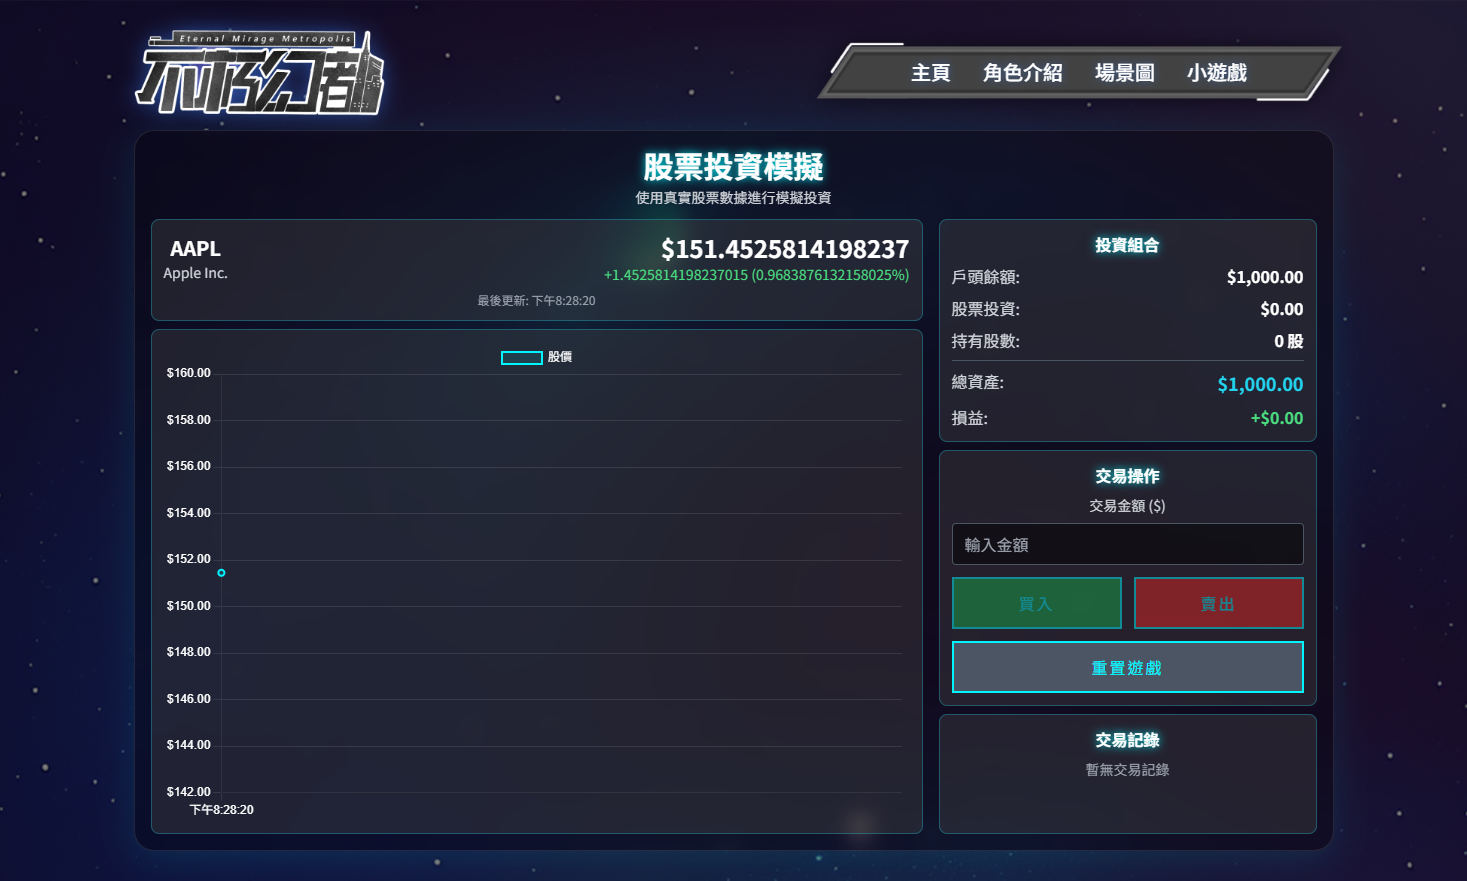 Eternal Mirage Metropolis
不朽幻都
主頁 角色介紹 場景圖 小遊戲
股票投資模擬
使用真實股票數據進行模擬投資
AAPL
Apple Inc.
$151.4525814198237
+1.4525814198237015 (0.9683876132158025%)
最後更新: 下午8:28:20
股價
$160.00
$158.00
$156.00
$154.00
$152.00
$150.00
$148.00
$146.00
$144.00
$142.00
下午8:28:20
投資組合
戶頭餘額: $1,000.00
股票投資: $0.00
持有股數: 0 股
總資產: $1,000.00
損益: +$0.00
交易操作
交易金額 ($)
輸入金額
買入 賣出
重置遊戲
交易記錄
暫無交易記錄